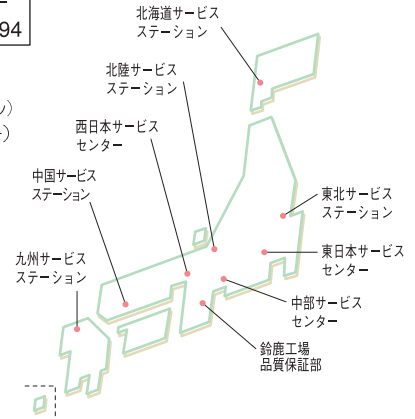 94
北海道サービス
ステーション
北陸サービス
ステーション
西日本サービス
センター
中国サービス
ステーション
九州サービス
ステーション
東北サービス
ステーション
東日本サービス
センター
中部サービス
センター
鈴鹿工場
品質保証部